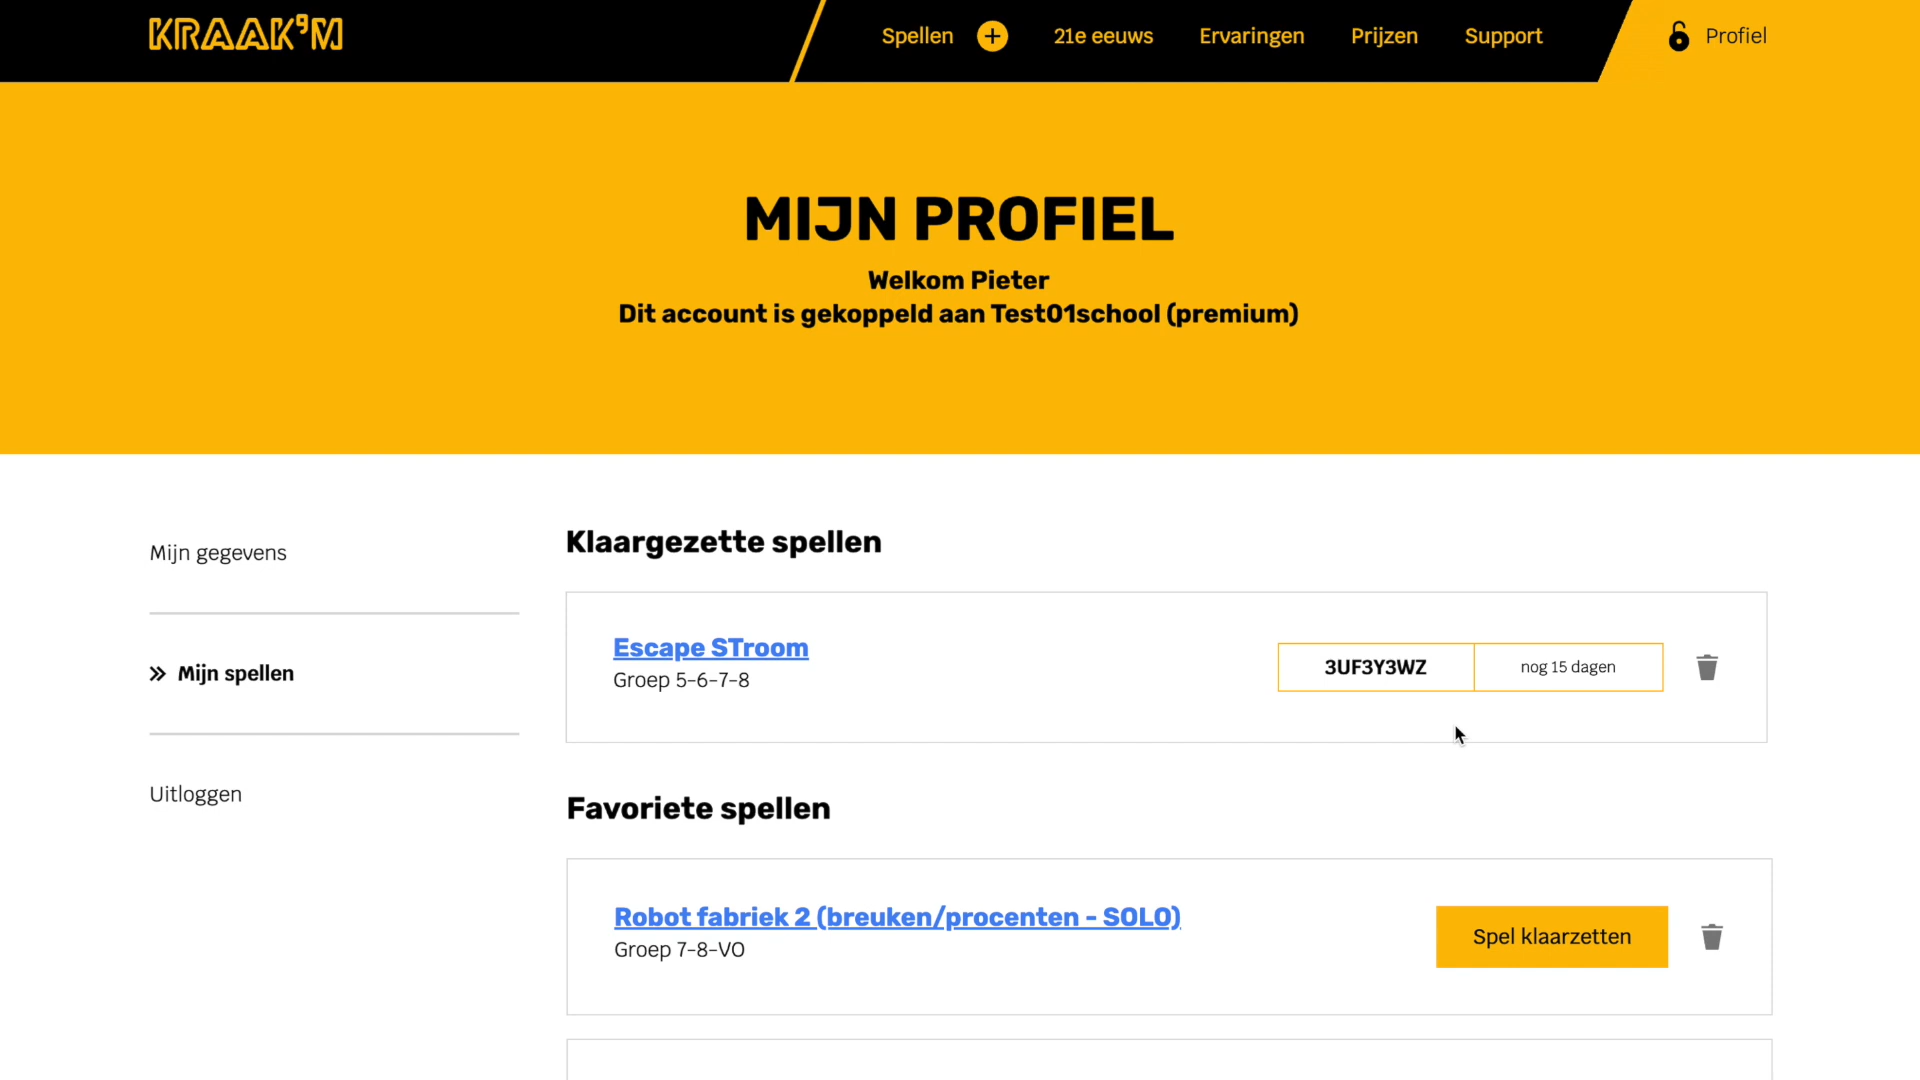 KRAAK'M
Spellen
21e eeuws
Ervaringen
Prijzen
Support
Profiel
MIJN PROFIEL
Welkom Pieter
Dit account is gekoppeld aan Test01school (premium)
Mijn gegevens
Mijn spellen
Uitloggen
Klaargezette spellen
Escape STroom
Groep 5-6-7-8
3UF3Y3WZ
nog 15 dagen
Favoriete spellen
Robot fabriek 2 (breuken/procenten - SOLO)
Groep 7-8-VO
Spel klaarzetten